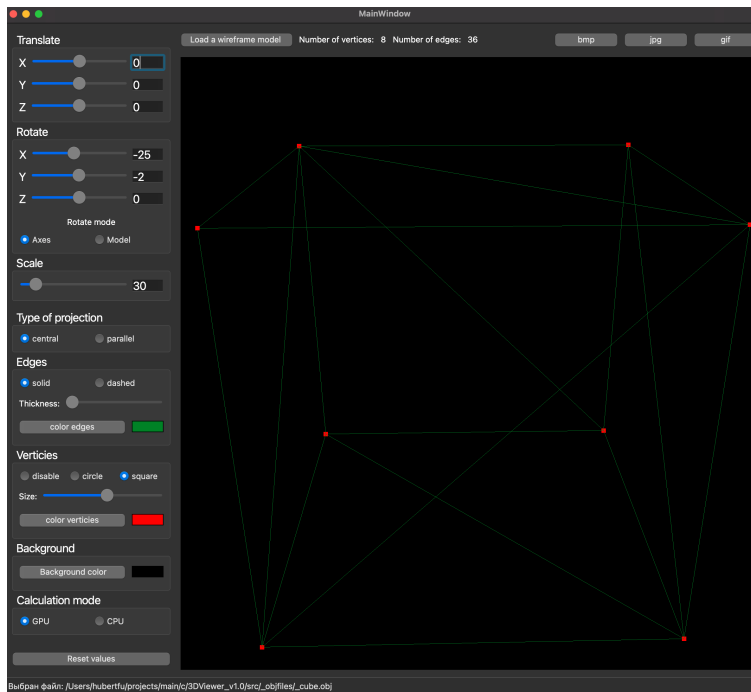 MainWindow
Translate
X 0
Y 0
Z 0
Rotate
X -25
Y -2
Z 0
Rotate mode
Axes Model
Scale
30
Type of projection
central parallel
Edges
solid dashed
Thickness:
color edges
Verticies
disable circle square
Size:
color verticies
Background
Background color
Calculation mode
GPU CPU
Reset values
Load a wireframe model Number of vertices: 8 Number of edges: 36 bmp jpg gif
Выбран файл: /Users/hubertfu/projects/main/c/3DViewer_v1.0/src/_objfiles/_cube.obj